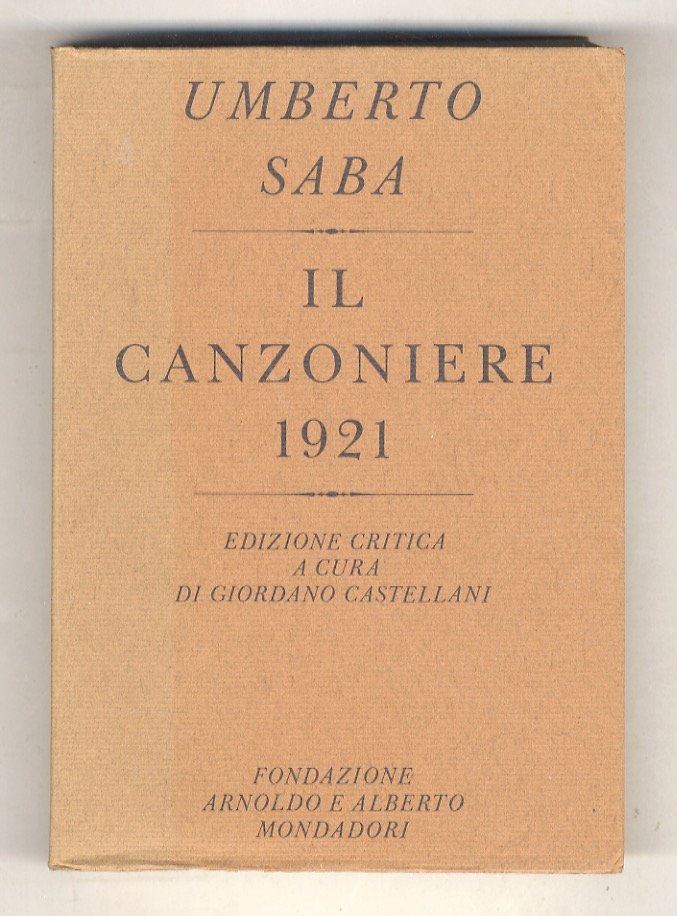 UMBERTO
SABA
IL
CANZONIERE
1921
EDIZIONE CRITICA
A CURA
DI GIORDANO CASTELLANI
FONDAZIONE
ARNOLDO E ALBERTO
MONDADORI